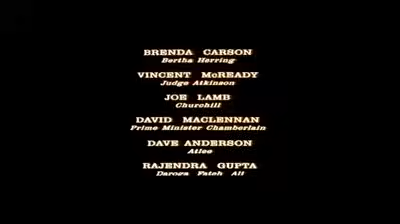 BRENDA CARSON
Bertha Herring
VINCENT McREADY
Judge Atkinson
JOE LAMB
Churchill
DAVID MACLENNAN
Prime Minister Chamberlain
DAVE ANDERSON
Atlee
RAJENDRA GUPTA
Daroga Fateh Ali